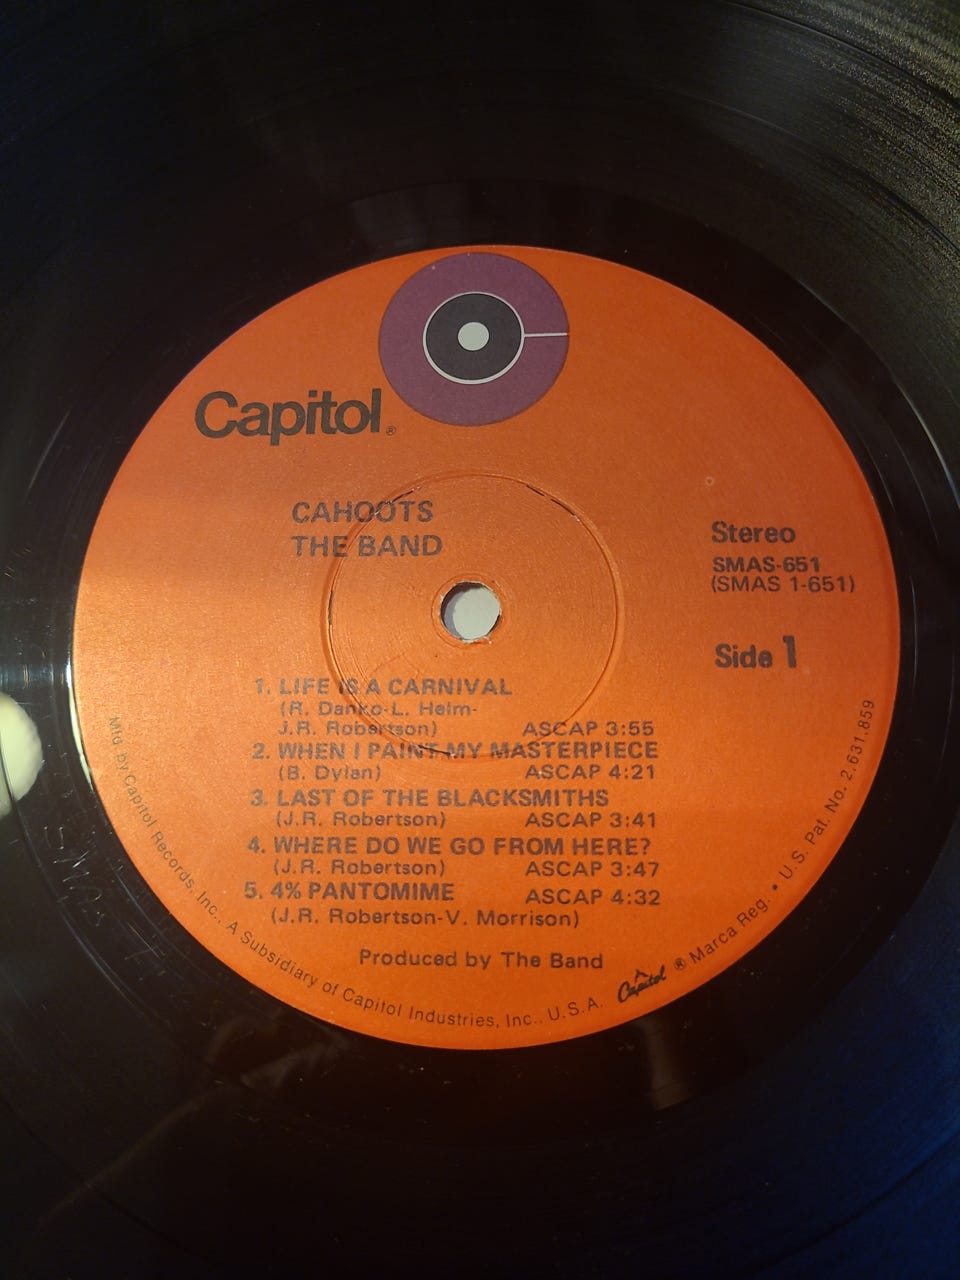 Capitol®
CAHOOTS
THE BAND
Stereo
SMAS-651
(SMAS 1-651)
Side 1
1. LIFE IS A CARNIVAL
(R. Danko-L. Helm-
J.R. Robertson) ASCAP 3:55
2. WHEN I PAINT MY MASTERPIECE
(B. Dylan) ASCAP 4:21
3. LAST OF THE BLACKSMITHS
(J.R. Robertson) ASCAP 3:41
4. WHERE DO WE GO FROM HERE?
(J.R. Robertson) ASCAP 3:47
5. 4% PANTOMIME ASCAP 4:32
(J.R. Robertson-V. Morrison)
Produced by The Band
Mfd. by Capitol Records, Inc., A Subsidiary of Capitol Industries, Inc., U.S.A. Capitol ® Marca Reg. • U.S. Pat. No. 2,631,859